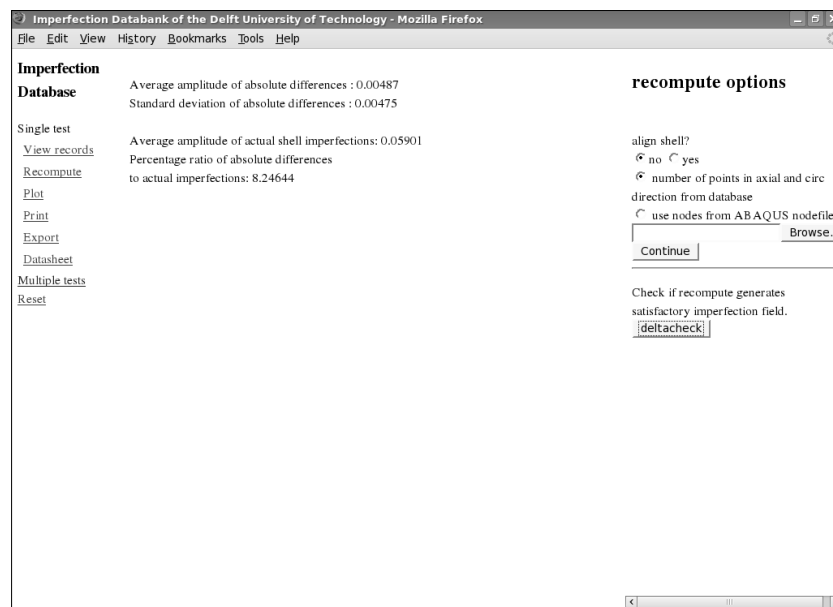 Imperfection Databank of the Delft University of Technology - Mozilla Firefox
File Edit View History Bookmarks Tools Help
Imperfection
Database
Single test
View records
Recompute
Plot
Print
Export
Datasheet
Multiple tests
Reset
Average amplitude of absolute differences : 0.00487
Standard deviation of absolute differences : 0.00475
Average amplitude of actual shell imperfections: 0.05901
Percentage ratio of absolute differences
to actual imperfections: 8.24644
recompute options
align shell?
no yes
number of points in axial and circ
direction from database
use nodes from ABAQUS nodefile
Browse.
Continue
Check if recompute generates
satisfactory imperfection field.
deltacheck